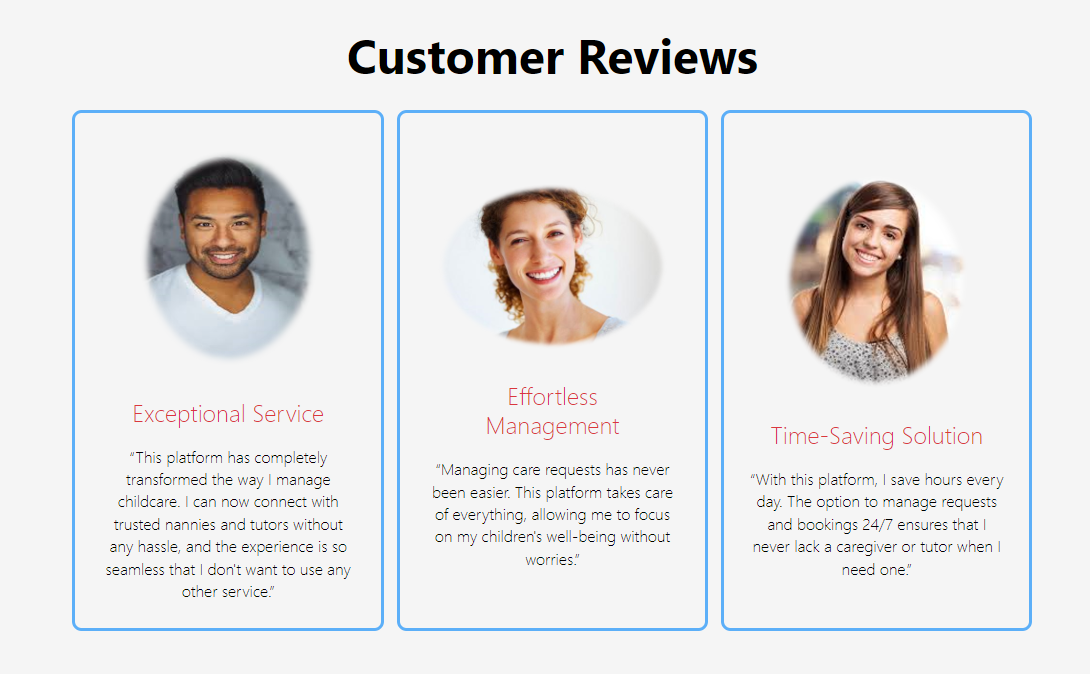 Customer Reviews
Exceptional Service
“This platform has completely
transformed the way I manage
childcare. I can now connect with
trusted nannies and tutors without
any hassle, and the experience is so
seamless that I don't want to use any
other service.”
Effortless
Management
“Managing care requests has never
been easier. This platform takes care
of everything, allowing me to focus
on my children's well-being without
worries.”
Time-Saving Solution
“With this platform, I save hours every
day. The option to manage requests
and bookings 24/7 ensures that I
never lack a caregiver or tutor when I
need one.”